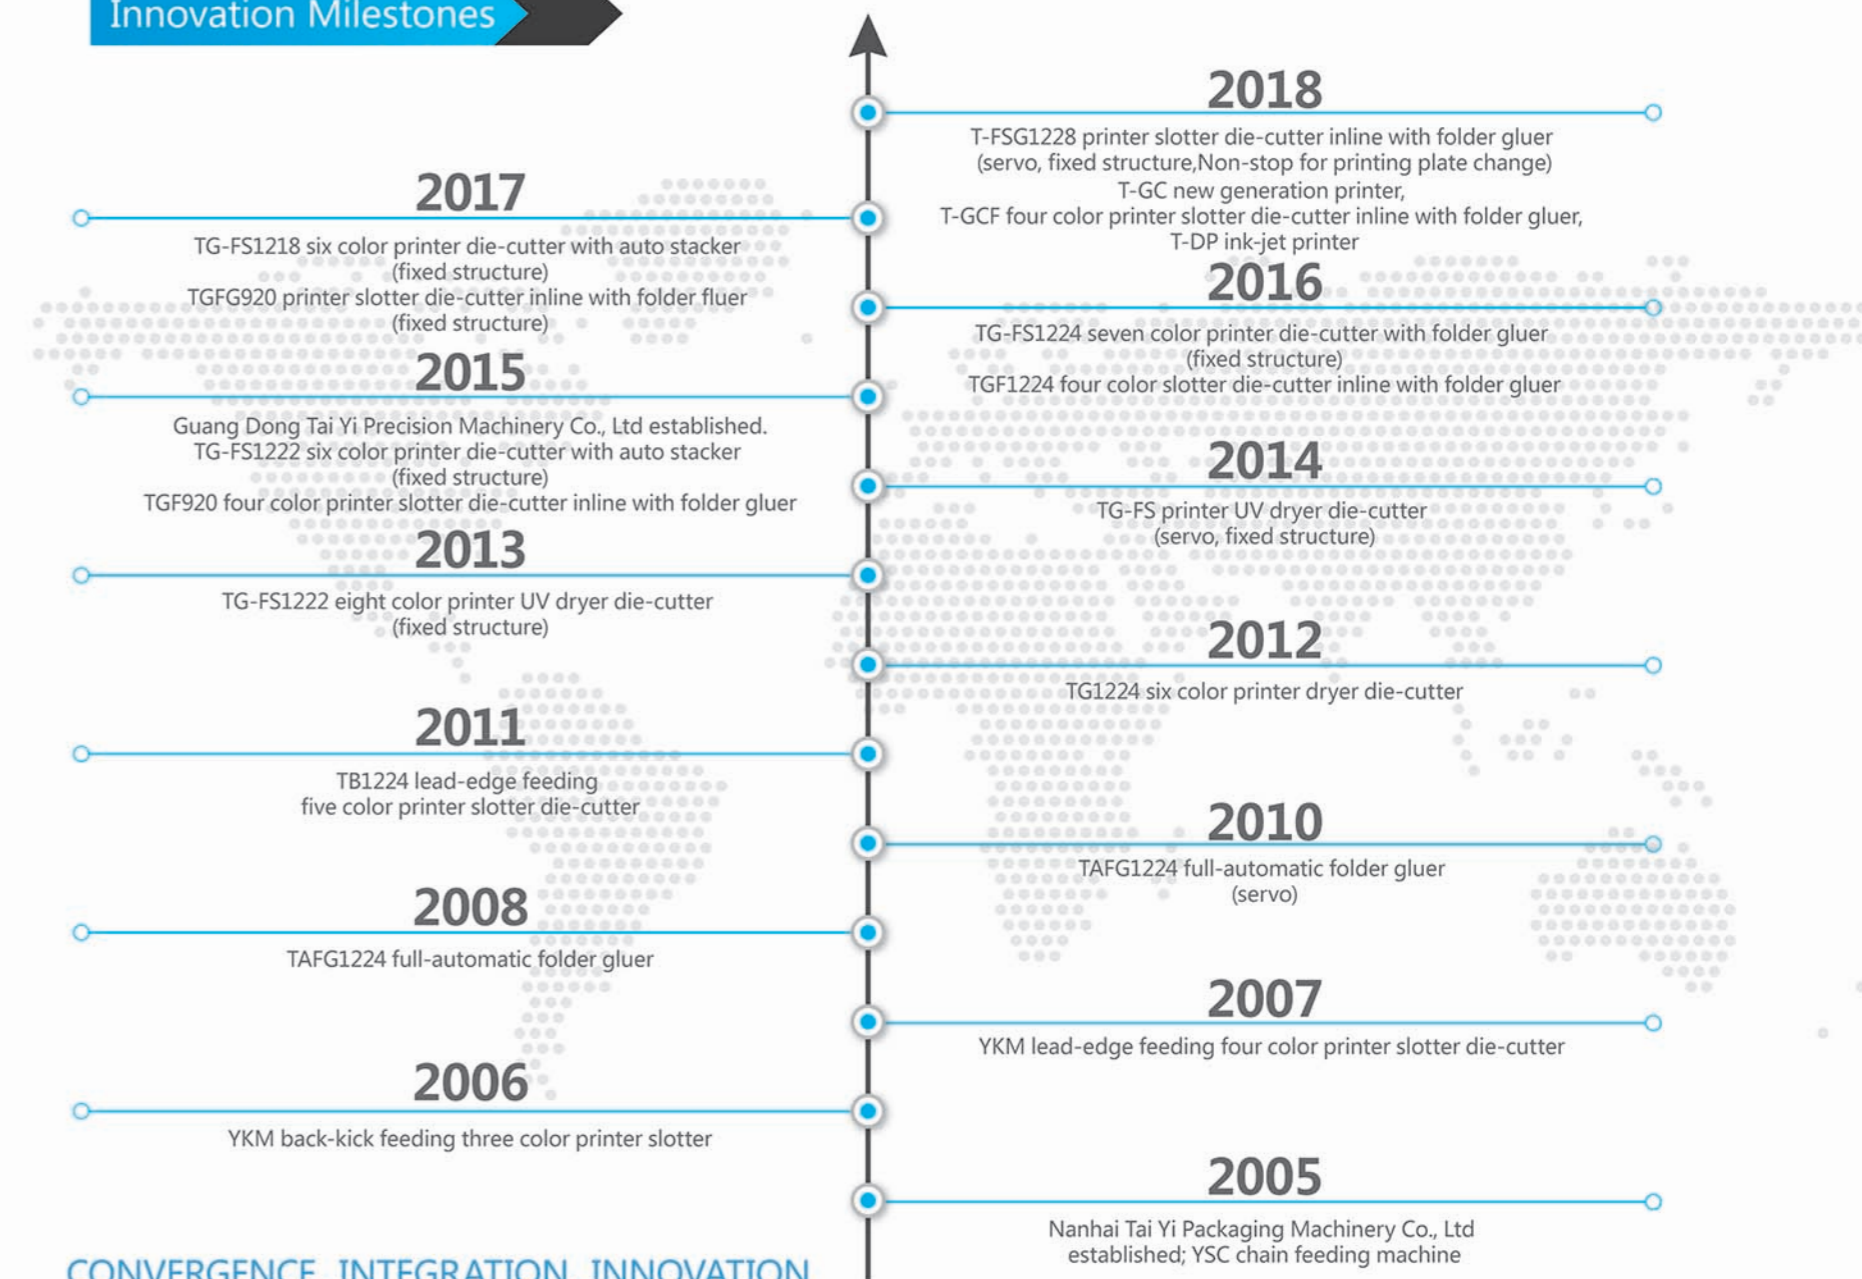 Innovation Milestones
2018
T-FSG1228 printer slotter die-cutter inline with folder gluer
(servo, fixed structure,Non-stop for printing plate change)
T-GC new generation printer,
T-GCF four color printer slotter die-cutter inline with folder gluer,
T-DP ink-jet printer
2017
TG-FS1218 six color printer die-cutter with auto stacker
(fixed structure)
TGFG920 printer slotter die-cutter inline with folder fluer
(fixed structure)
2016
TG-FS1224 seven color printer die-cutter with folder gluer
(fixed structure)
TGF1224 four color slotter die-cutter inline with folder gluer
2015
Guang Dong Tai Yi Precision Machinery Co., Ltd established.
TG-FS1222 six color printer die-cutter with auto stacker
(fixed structure)
TGF920 four color printer slotter die-cutter inline with folder gluer
2014
TG-FS printer UV dryer die-cutter
(servo, fixed structure)
2013
TG-FS1222 eight color printer UV dryer die-cutter
(fixed structure)
2012
TG1224 six color printer dryer die-cutter
2011
TB1224 lead-edge feeding
five color printer slotter die-cutter
2010
TAFG1224 full-automatic folder gluer
(servo)
2008
TAFG1224 full-automatic folder gluer
2007
YKM lead-edge feeding four color printer slotter die-cutter
2006
YKM back-kick feeding three color printer slotter
2005
Nanhai Tai Yi Packaging Machinery Co., Ltd
established; YSC chain feeding machine
CONVERGENCE INTEGRATION INNOVATION